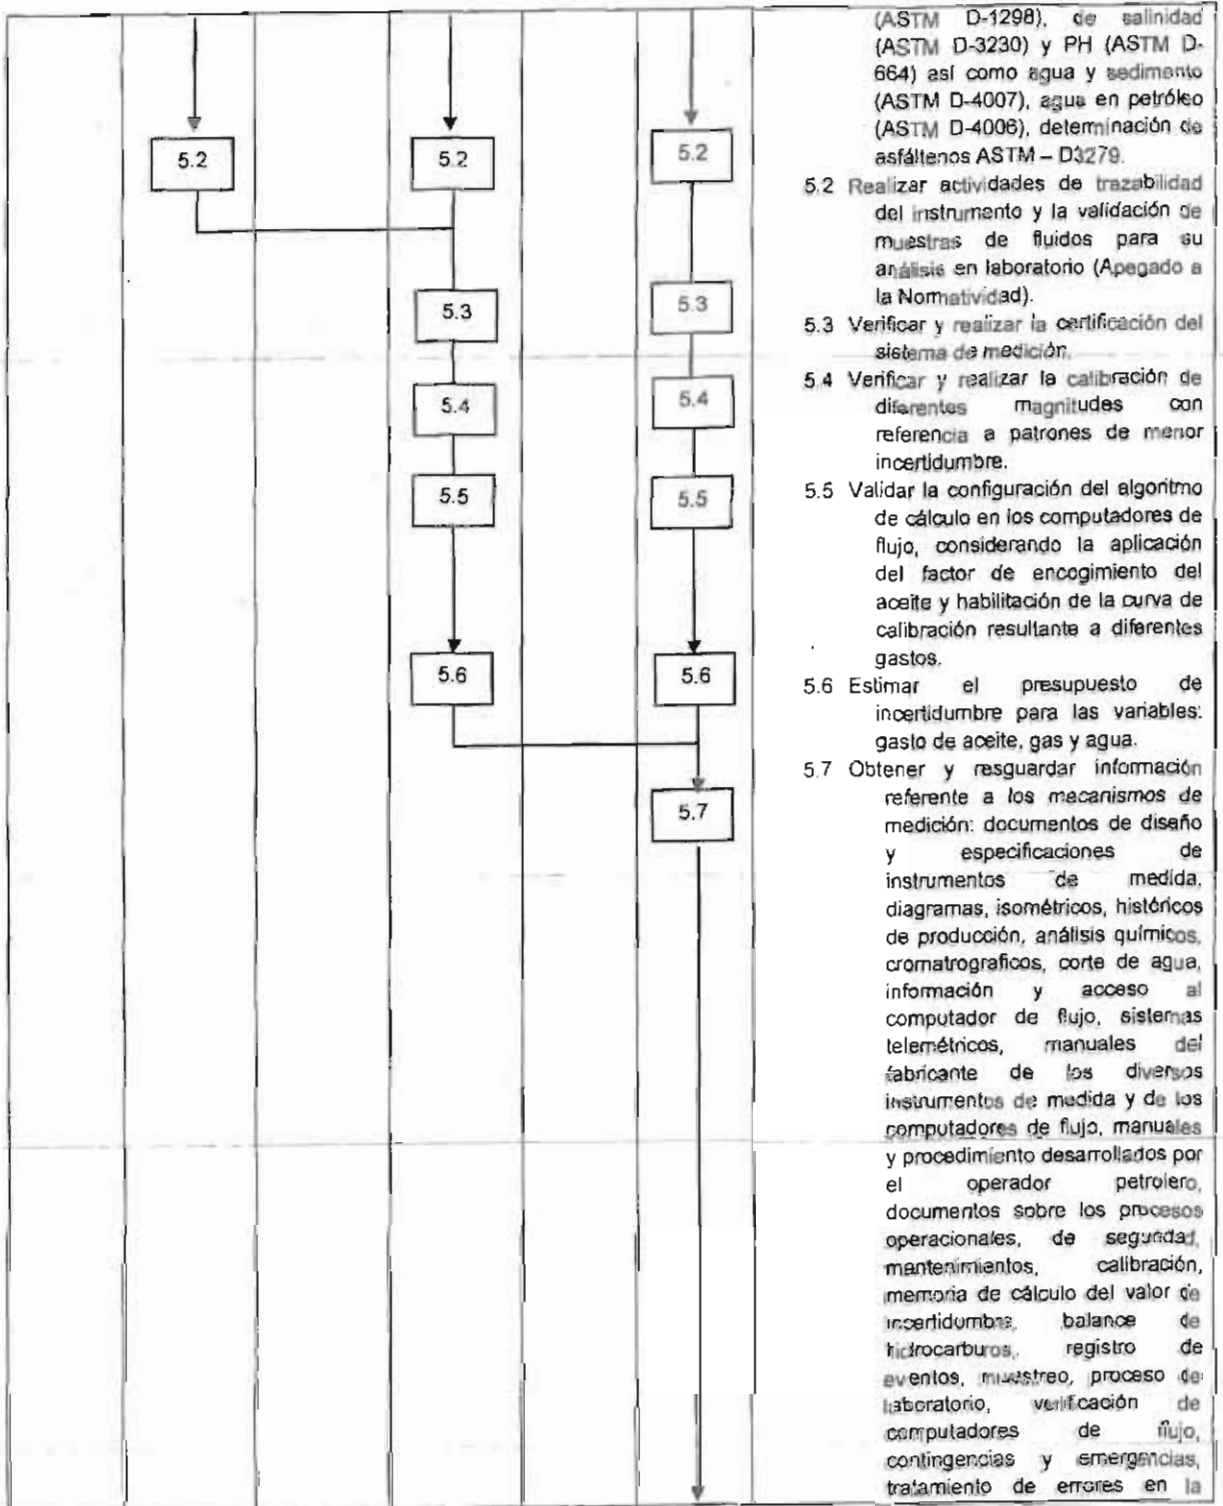 5.2
5.2
5.2
5.3
5.3
5.4
5.4
5.5
5.5
5.6
5.6
5.7
(ASTM D-1298), de salinidad
(ASTM D-3230) y PH (ASTM D-
664) así como agua y sedimento
(ASTM D-4007), agua en petróleo
(ASTM D-4006), determinación de
asfáltenos ASTM – D3279.
5.2 Realizar actividades de trazabilidad
del instrumento y la validación de
muestras de fluidos para su
análisis en laboratorio (Apegado a
la Normatividad).
5.3 Verificar y realizar la certificación del
sistema de medición.
5.4 Verificar y realizar la calibración de
diferentes magnitudes con
referencia a patrones de menor
incertidumbre.
5.5 Validar la configuración del algoritmo
de cálculo en los computadores de
flujo, considerando la aplicación
del factor de encogimiento del
aceite y habilitación de la curva de
calibración resultante a diferentes
gastos.
5.6 Estimar el presupuesto de
incertidumbre para las variables:
gasto de aceite, gas y agua.
5.7 Obtener y resguardar información
referente a los mecanismos de
medición: documentos de diseño
y especificaciones de
instrumentos de medida,
diagramas, isométricos, históricos
de producción, análisis químicos,
cromatrograficos, corte de agua,
información y acceso al
computador de flujo, sistemas
telemétricos, manuales del
fabricante de los diversos
instrumentos de medida y de los
computadores de flujo, manuales
y procedimiento desarrollados por
el operador petrolero,
documentos sobre los procesos
operacionales, de seguridad,
mantenimientos, calibración,
memoria de cálculo del valor de
incertidumbre, balance de
hidrocarburos, registro de
eventos, muestreo, proceso de
laboratorio, verificación de
computadores de flujo,
contingencias y emergencias,
tratamiento de errores en la